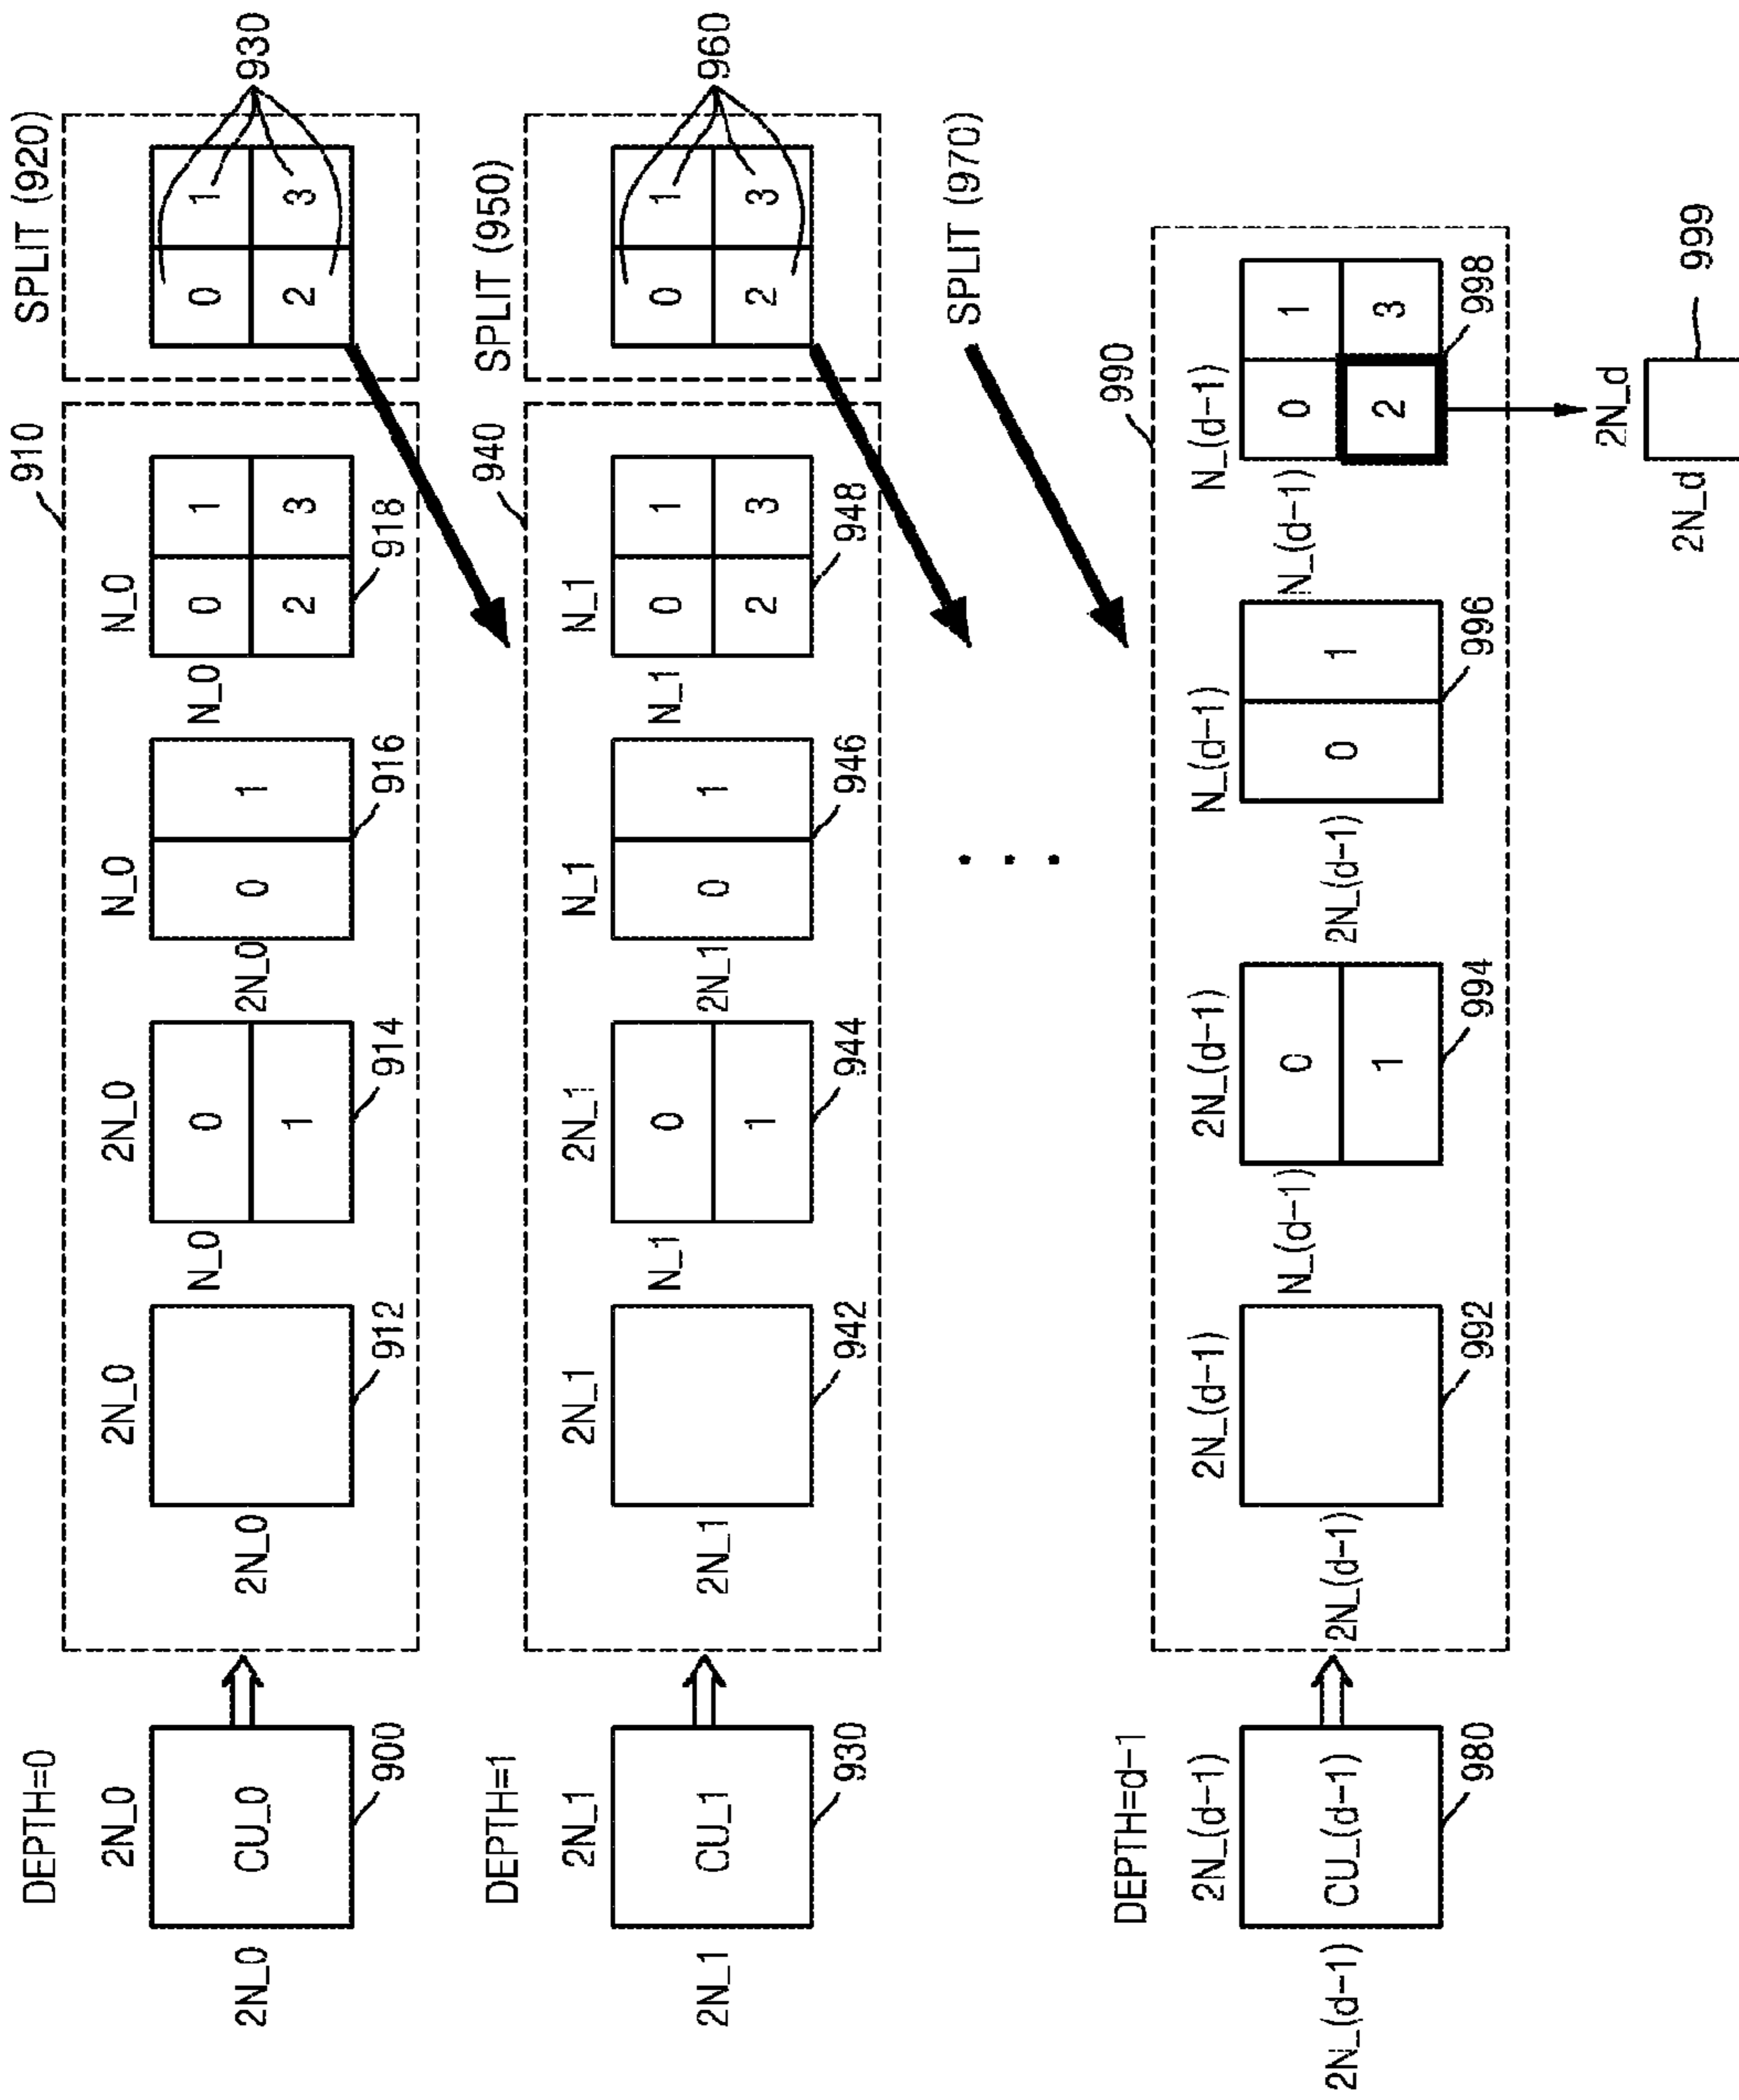 DEPTH=0
2N_0
2N_0
CU_0
900
910
2N_0
2N_0
912
2N_0
N_0
0
1
914
N_0
2N_0
0 1
916
N_0
N_0
0 1
2 3
918
SPLIT (920)
0 1
2 3
930
DEPTH=1
2N_1
2N_1
CU_1
930
940
2N_1
2N_1
942
2N_1
N_1
0
1
944
N_1
2N_1
0 1
946
N_1
N_1
0 1
2 3
948
SPLIT (950)
0 1
2 3
960
SPLIT (970)
DEPTH=d-1
2N_(d-1)
2N_(d-1)
CU_(d-1)
980
990
2N_(d-1)
2N_(d-1)
992
2N_(d-1)
N_(d-1)
0
1
994
N_(d-1)
2N_(d-1)
0 1
996
N_(d-1)
N_(d-1)
0 1
2 3
998
2N_d
2N_d
999